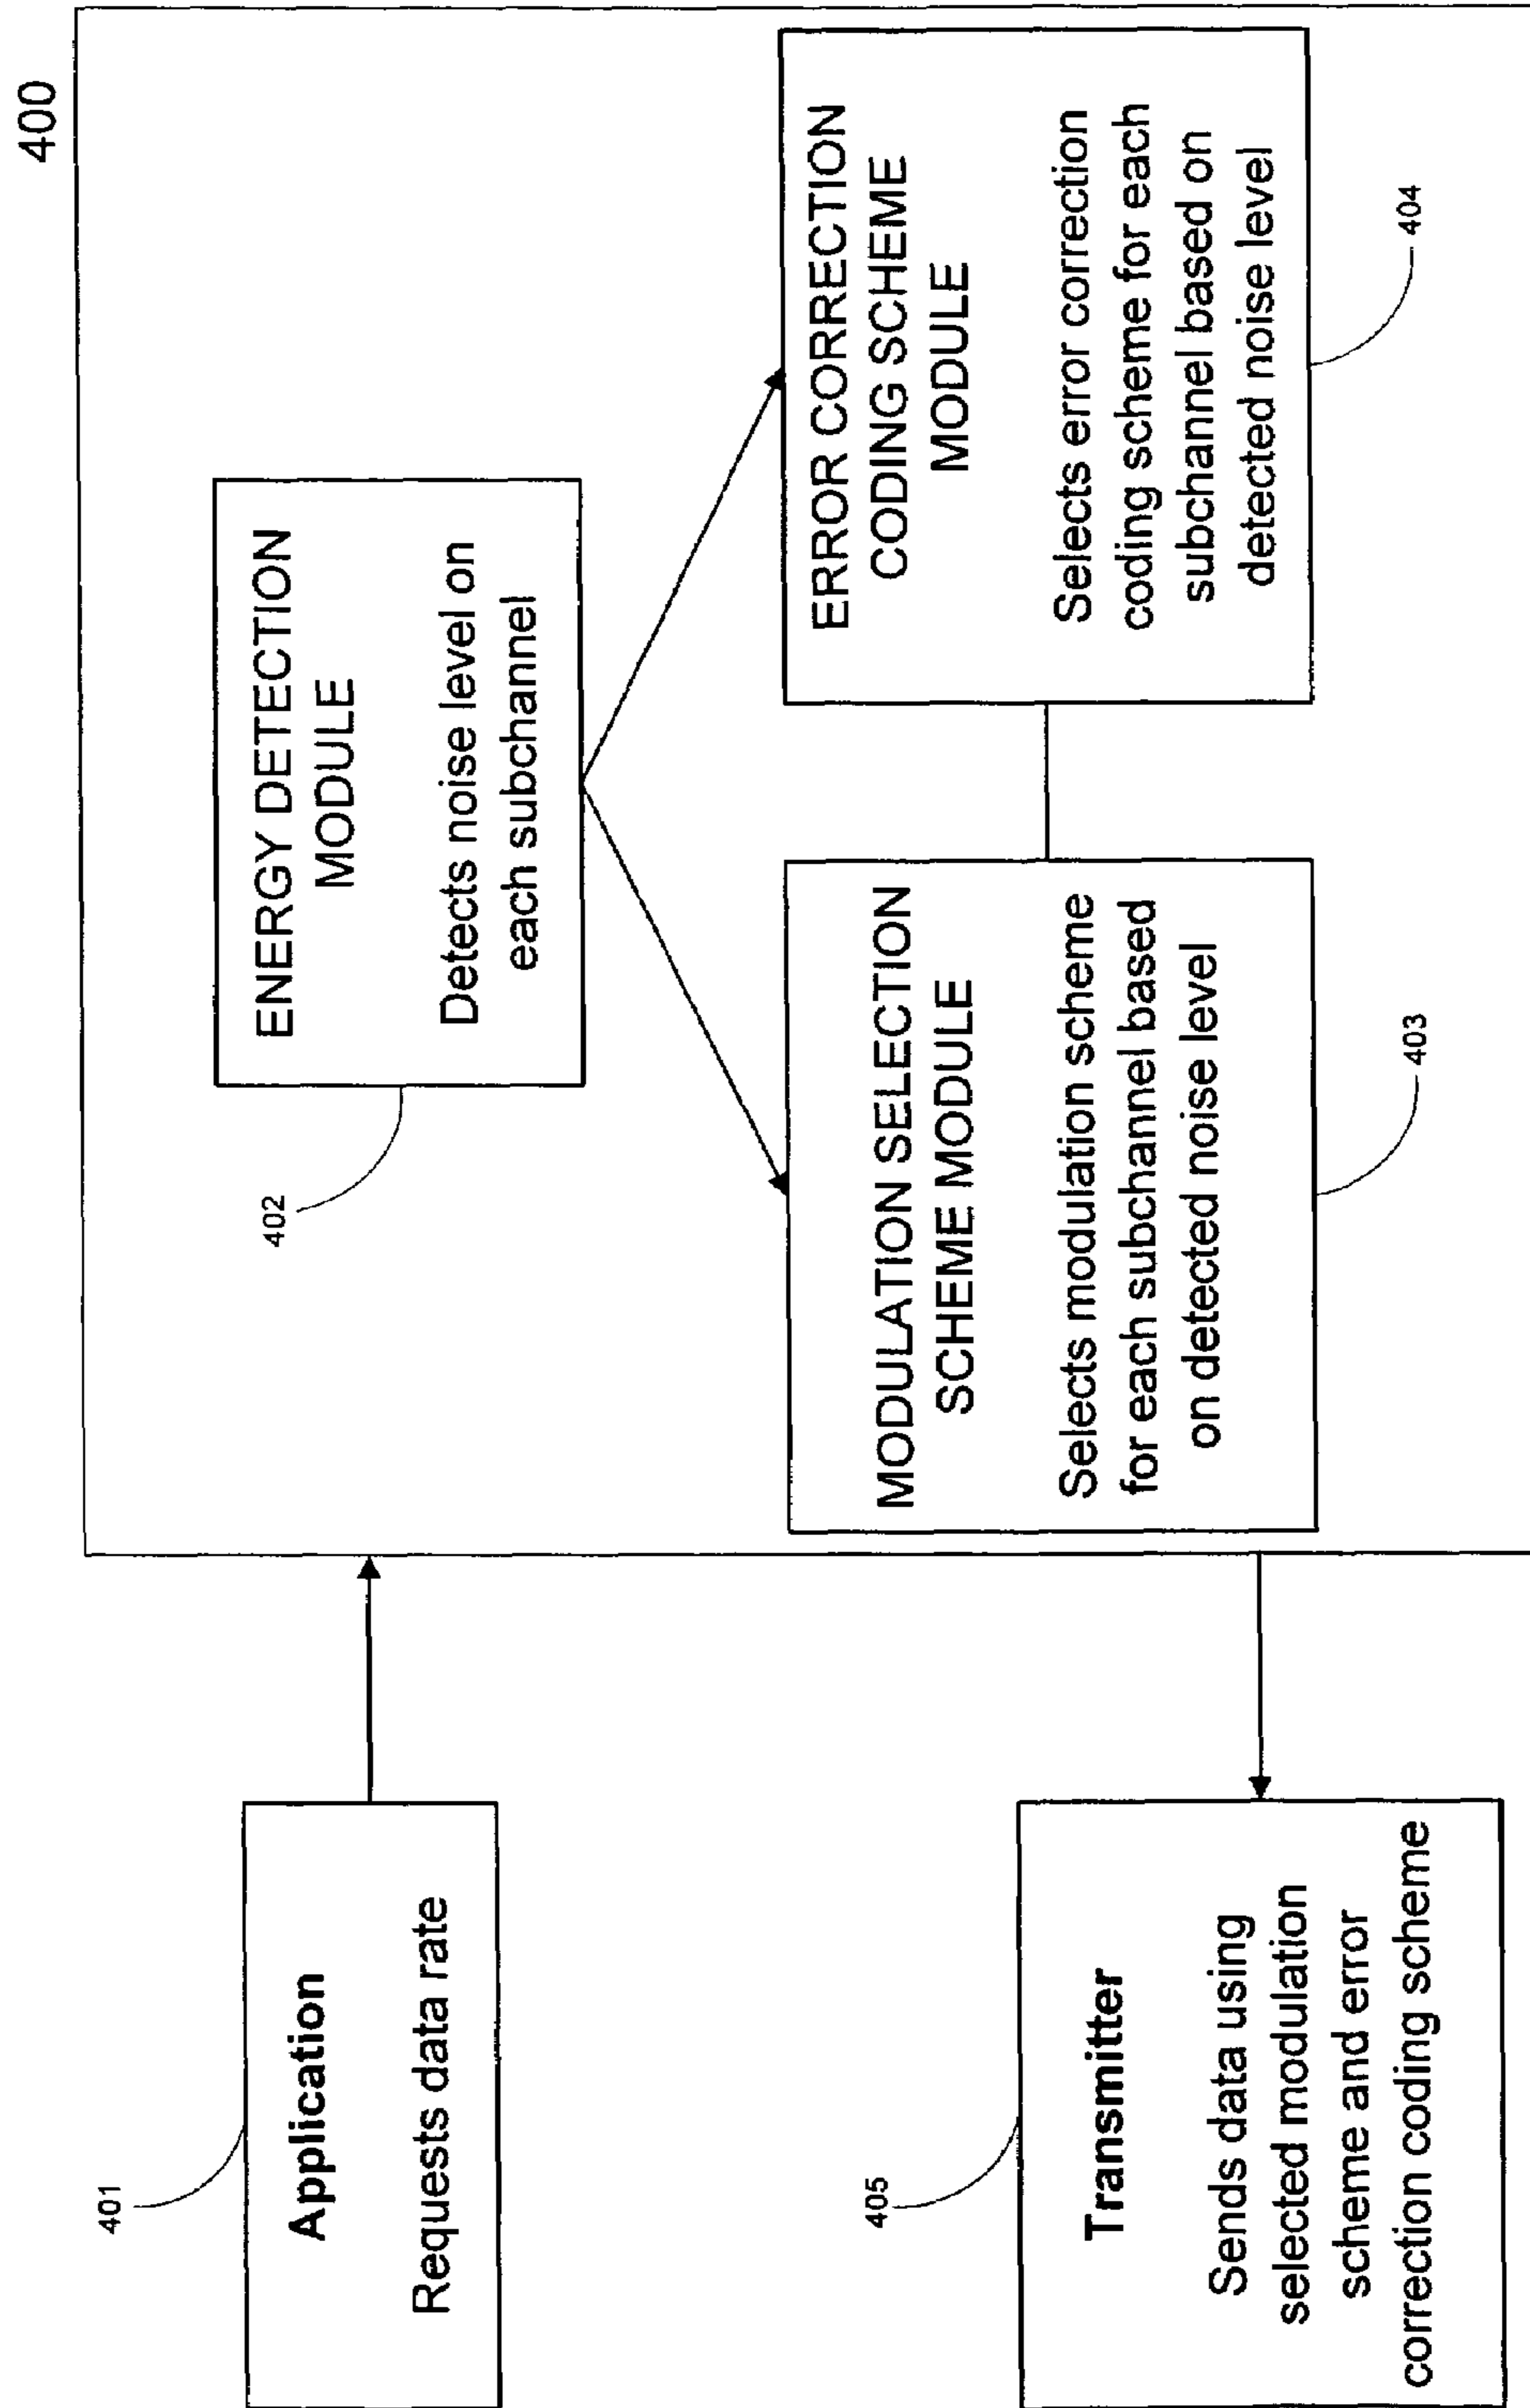 400
401
Application
Requests data rate
402
ENERGY DETECTION
MODULE
Detects noise level on
each subchannel
MODULATION SELECTION
SCHEME MODULE
Selects modulation scheme
for each subchannel based
on detected noise level
403
ERROR CORRECTION
CODING SCHEME
MODULE
Selects error correction
coding scheme for each
subchannel based on
detected noise level
404
405
Transmitter
Sends data using
selected modulation
scheme and error
correction coding scheme